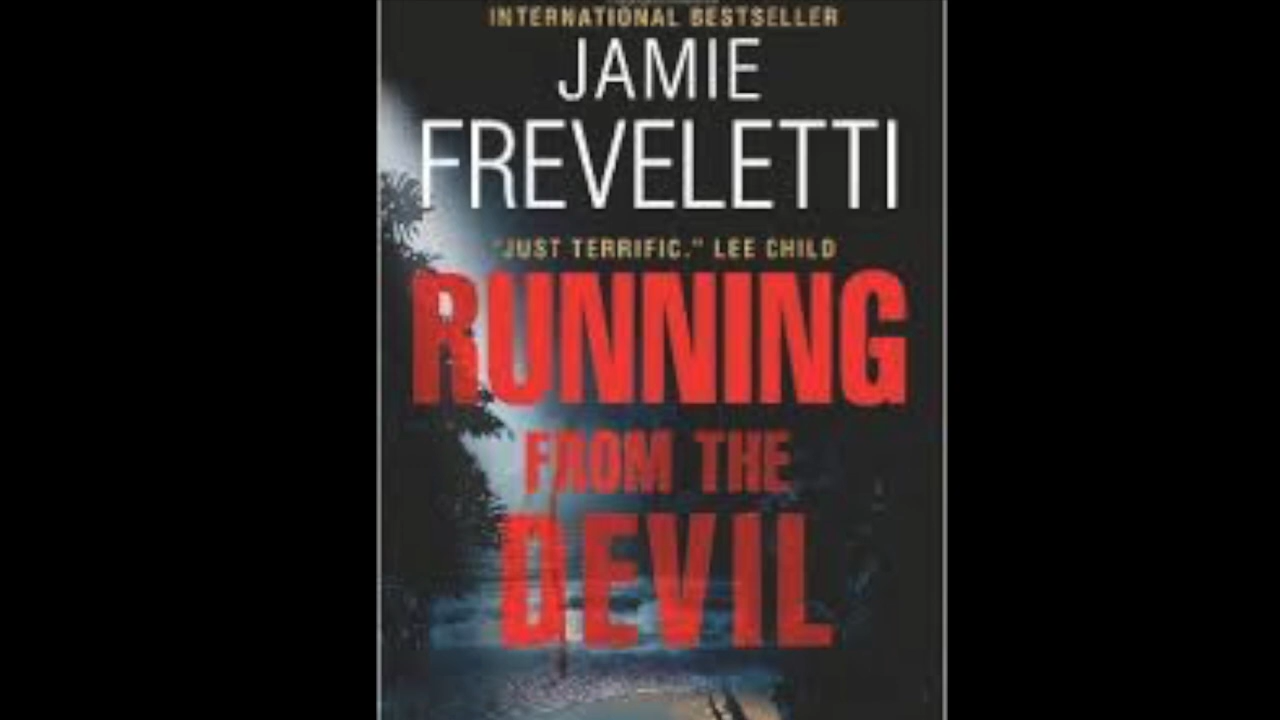 INTERNATIONAL BESTSELLER
JAMIE
FREVELETTI
"JUST TERRIFIC." LEE CHILD
RUNNING
FROM THE
DEVIL